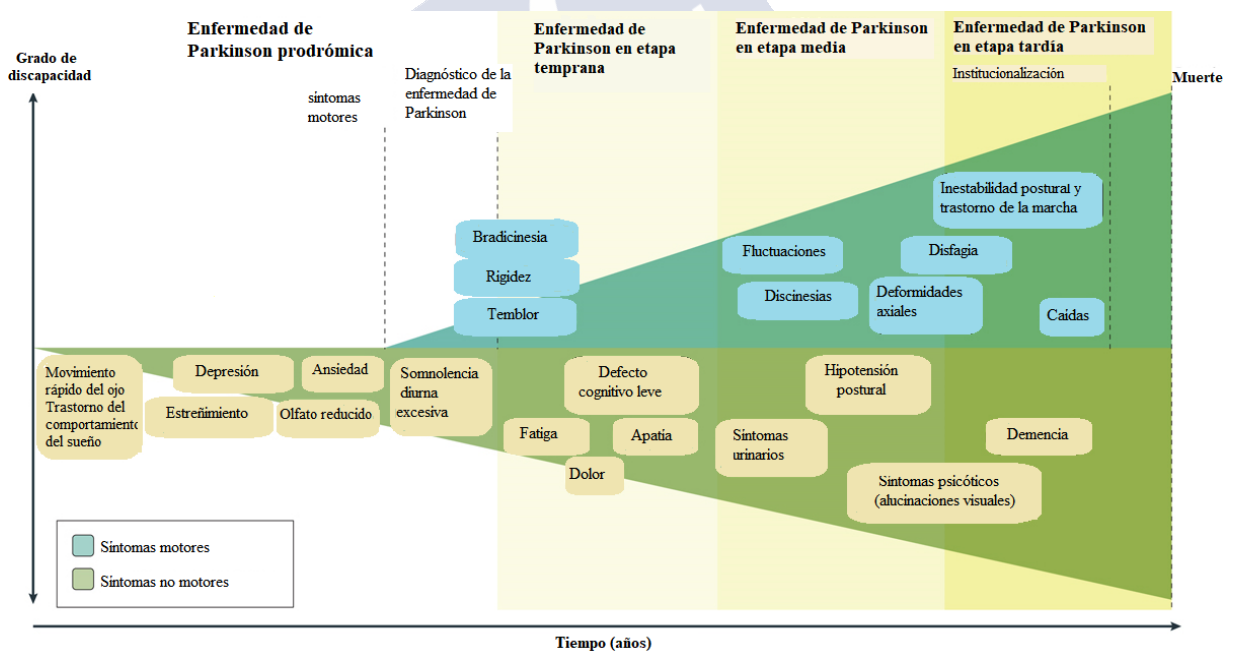 Enfermedad de
Parkinson prodrómica
Enfermedad de
Parkinson en etapa
temprana
Enfermedad de Parkinson
en etapa media
Enfermedad de Parkinson
en etapa tardía
Grado de
discapacidad
síntomas
motores
Diagnóstico de la
enfermedad de
Parkinson
Institucionalización
Muerte
Inestabilidad postural y
trastorno de la marcha
Bradicinesia
Rigidez
Temblor
Fluctuaciones
Disfagia
Discinesias
Deformidades
axiales
Caídas
Movimiento
rápido del ojo
Trastorno del
comportamiento
del sueño
Depresión
Ansiedad
Estreñimiento
Olfato reducido
Somnolencia
diurna
excesiva
Defecto
cognitivo leve
Hipotensión
postural
Fatiga
Apatía
Síntomas
urinarios
Demencia
Dolor
Síntomas psicóticos
(alucinaciones visuales)
Síntomas motores
Síntomas no motores
Tiempo (años)